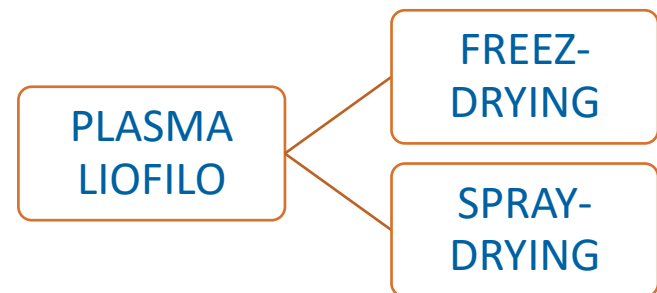 PLASMA
LIOFILO
FREEZ-
DRYING
SPRAY-
DRYING